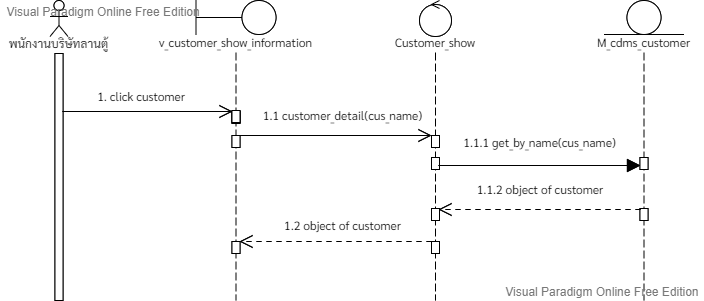 Visual Paradigm Online Free Edition
พนักงานบริษัทลานตู้
v_customer_show_information
Customer_show
M_cdms_customer
1. click customer
1.1 customer_detail(cus_name)
1.1.1 get_by_name(cus_name)
1.1.2 object of customer
1.2 object of customer
Visual Paradigm Online Free Edition